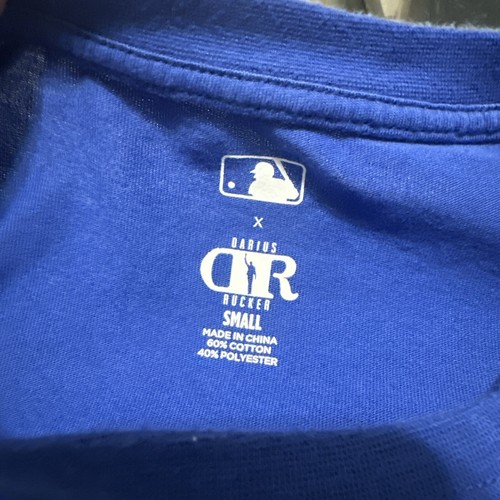 X
DARIUS
DR
RUCKER
SMALL
MADE IN CHINA
60% COTTON
40% POLYESTER